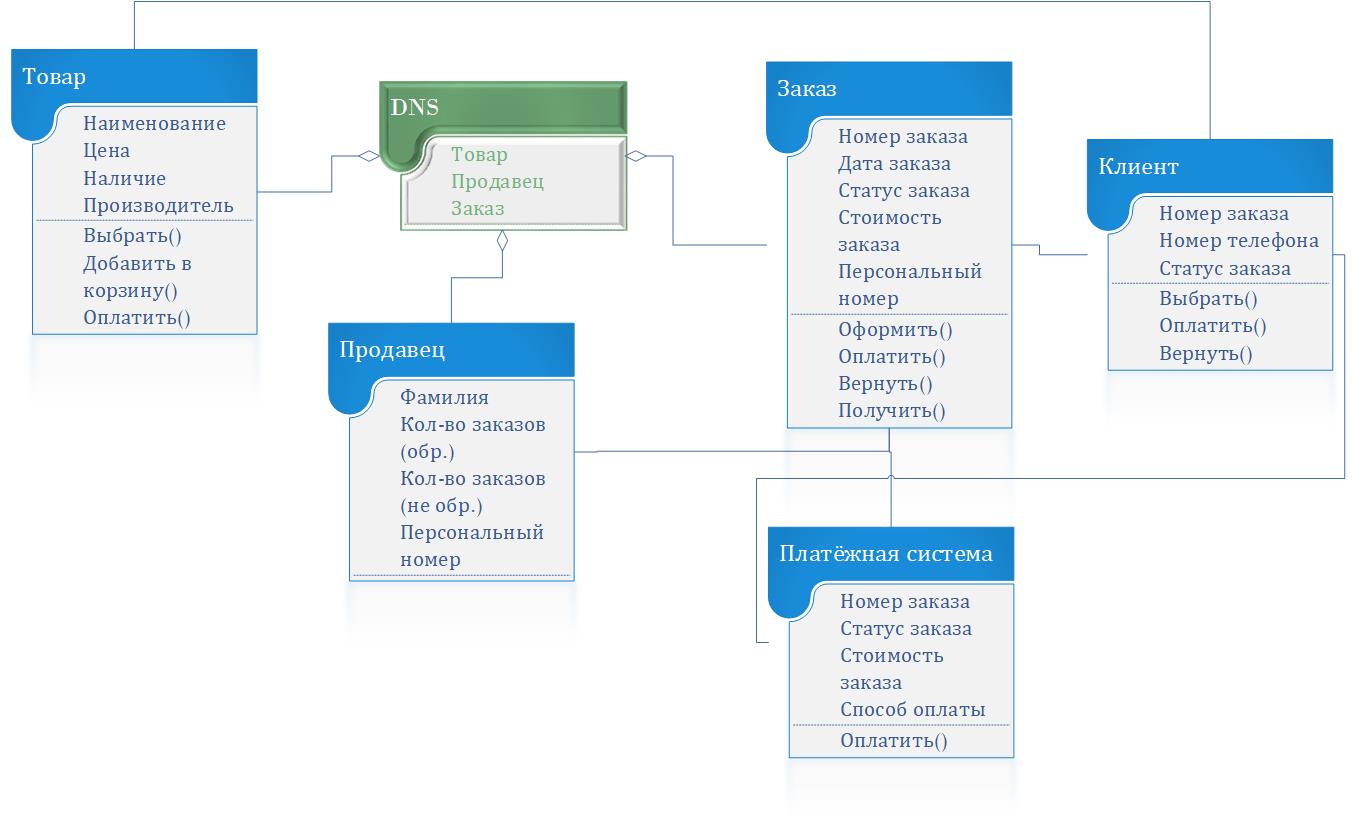 Товар
Наименование
Цена
Наличие
Производитель
Выбрать()
Добавить в
корзину()
Оплатить()
DNS
Товар
Продавец
Заказ
Продавец
Фамилия
Кол-во заказов
(обр.)
Кол-во заказов
(не обр.)
Персональный
номер
Заказ
Номер заказа
Дата заказа
Статус заказа
Стоимость
заказа
Персональный
номер
Оформить()
Оплатить()
Вернуть()
Получить()
Клиент
Номер заказа
Номер телефона
Статус заказа
Выбрать()
Оплатить()
Вернуть()
Платёжная система
Номер заказа
Статус заказа
Стоимость
заказа
Способ оплаты
Оплатить()